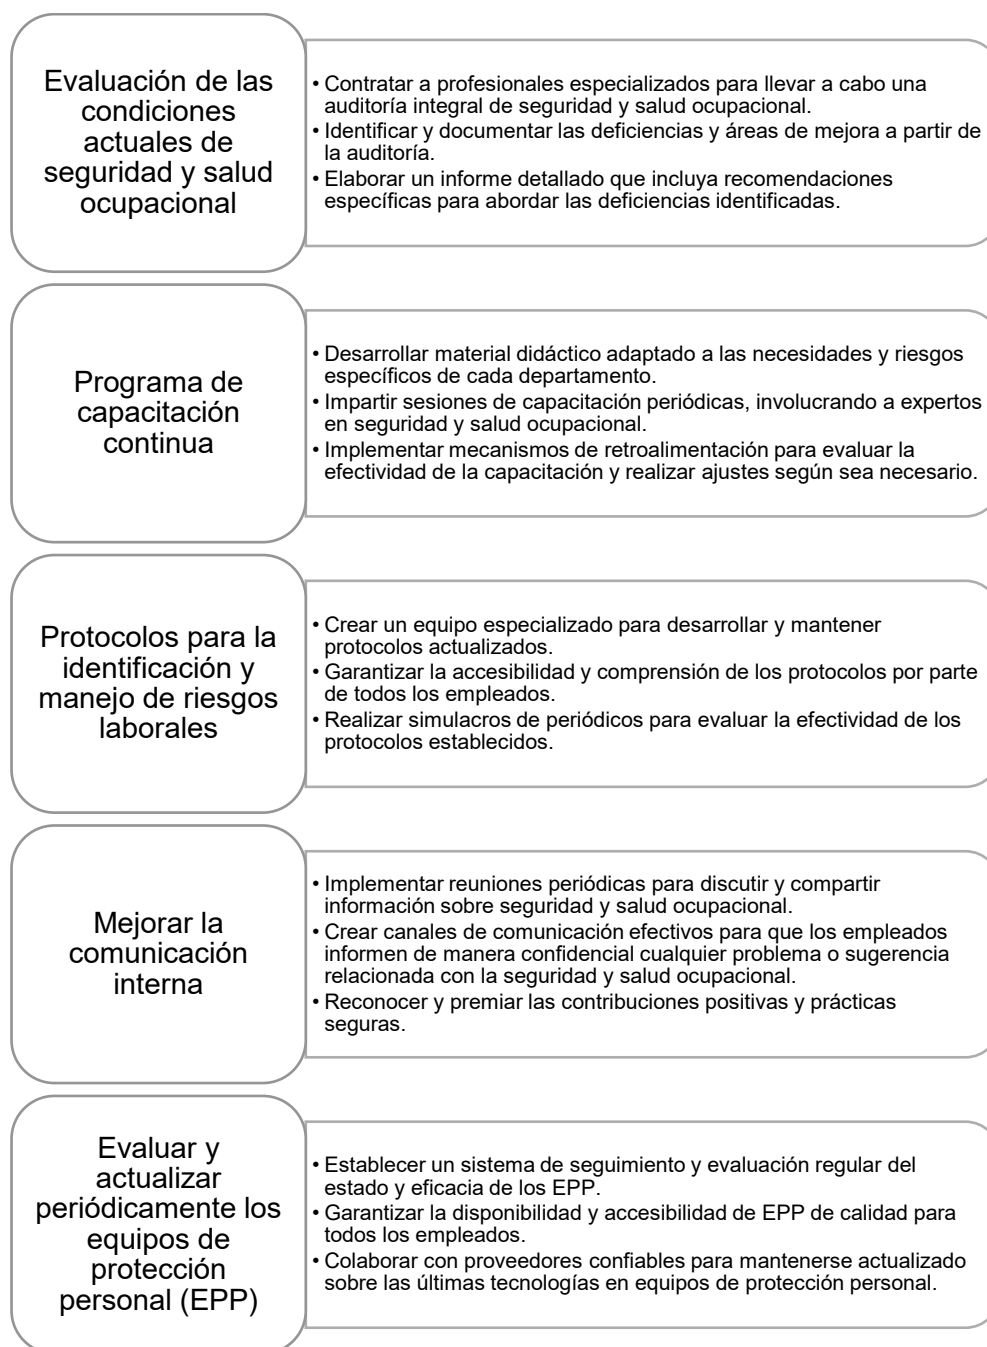 Evaluación de las
condiciones
actuales de
seguridad y salud
ocupacional
• Contratar a profesionales especializados para llevar a cabo una
auditoría integral de seguridad y salud ocupacional.
• Identificar y documentar las deficiencias y áreas de mejora a partir de
la auditoría.
• Elaborar un informe detallado que incluya recomendaciones
específicas para abordar las deficiencias identificadas.
Programa de
capacitación
continua
• Desarrollar material didáctico adaptado a las necesidades y riesgos
específicos de cada departamento.
• Impartir sesiones de capacitación periódicas, involucrando a expertos
en seguridad y salud ocupacional.
• Implementar mecanismos de retroalimentación para evaluar la
efectividad de la capacitación y realizar ajustes según sea necesario.
Protocolos para la
identificación y
manejo de riesgos
laborales
• Crear un equipo especializado para desarrollar y mantener
protocolos actualizados.
• Garantizar la accesibilidad y comprensión de los protocolos por parte
de todos los empleados.
• Realizar simulacros de periódicos para evaluar la efectividad de los
protocolos establecidos.
Mejorar la
comunicación
interna
• Implementar reuniones periódicas para discutir y compartir
información sobre seguridad y salud ocupacional.
• Crear canales de comunicación efectivos para que los empleados
informen de manera confidencial cualquier problema o sugerencia
relacionada con la seguridad y salud ocupacional.
• Reconocer y premiar las contribuciones positivas y prácticas
seguras.
Evaluar y
actualizar
periódicamente los
equipos de
protección
personal (EPP)
• Establecer un sistema de seguimiento y evaluación regular del
estado y eficacia de los EPP.
• Garantizar la disponibilidad y accesibilidad de EPP de calidad para
todos los empleados.
• Colaborar con proveedores confiables para mantenerse actualizado
sobre las últimas tecnologías en equipos de protección personal.